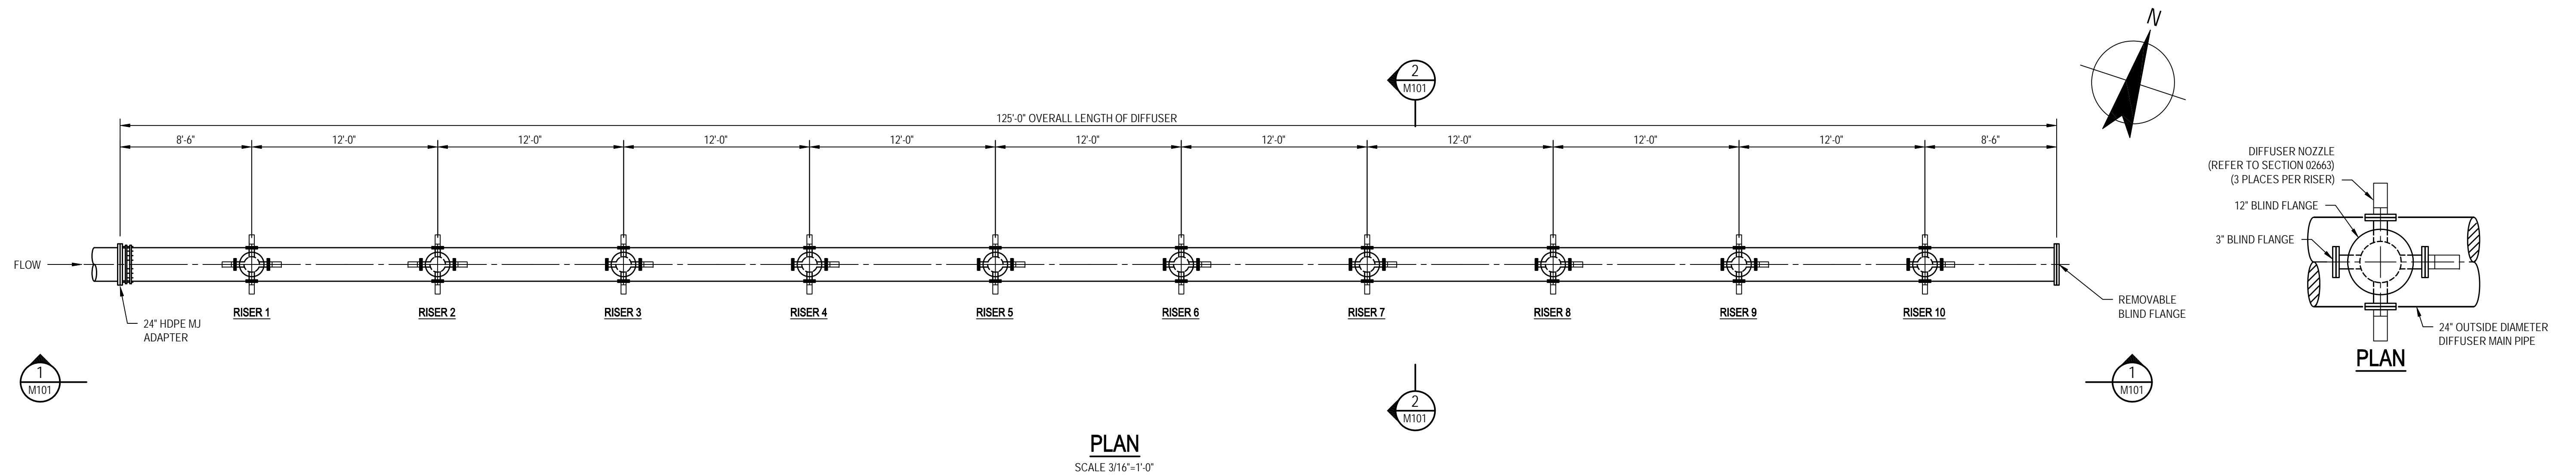 N
2
M101
125'-0" OVERALL LENGTH OF DIFFUSER
8'-6"
12'-0"
12'-0"
12'-0"
12'-0"
12'-0"
12'-0"
12'-0"
12'-0"
12'-0"
8'-6"
FLOW
RISER 1
RISER 2
RISER 3
RISER 4
RISER 5
RISER 6
RISER 7
RISER 8
RISER 9
RISER 10
24" HDPE MJ
ADAPTER
REMOVABLE
BLIND FLANGE
1
M101
2
M101
1
M101
PLAN
SCALE 3/16"=1'-0"
DIFFUSER NOZZLE
(REFER TO SECTION 02663)
(3 PLACES PER RISER)
12" BLIND FLANGE
3" BLIND FLANGE
24" OUTSIDE DIAMETER
DIFFUSER MAIN PIPE
PLAN